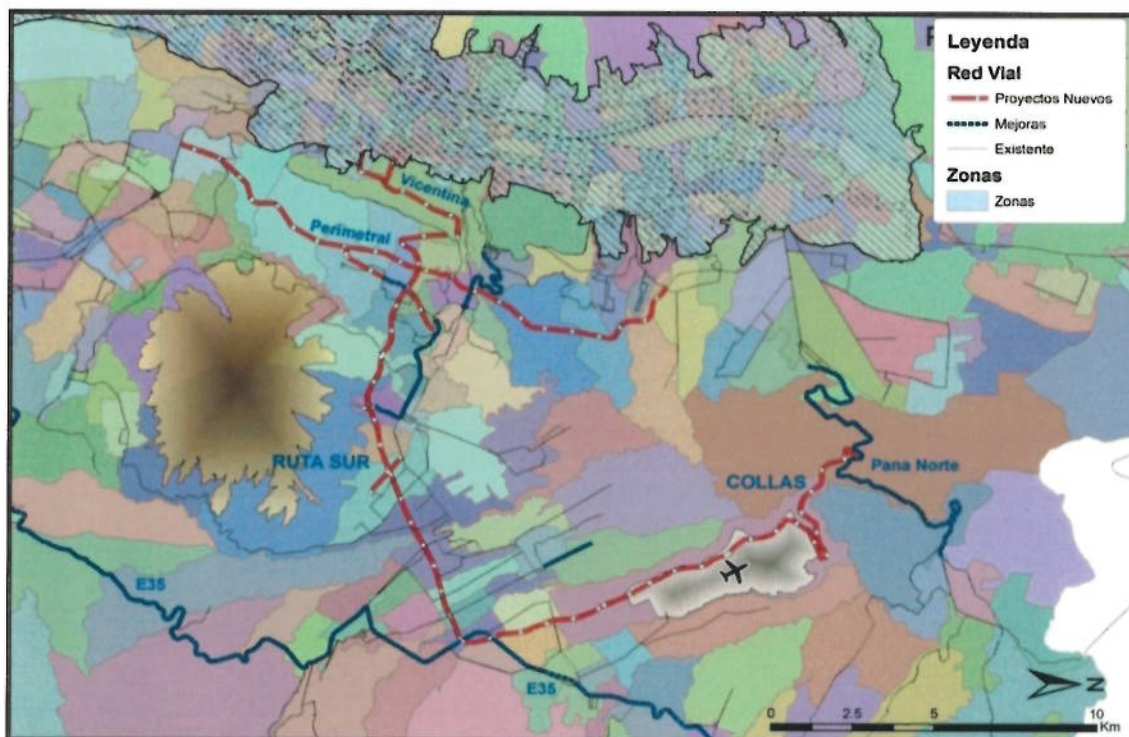 Leyenda
Red Vial
Proyectos Nuevos
Mejoras
Existente
Zonas
Zonas
Vicentina
Perimetral
RUTA SUR
COLLAS
Pana Norte
E35
E35
N
0 2.5 5 10
Km